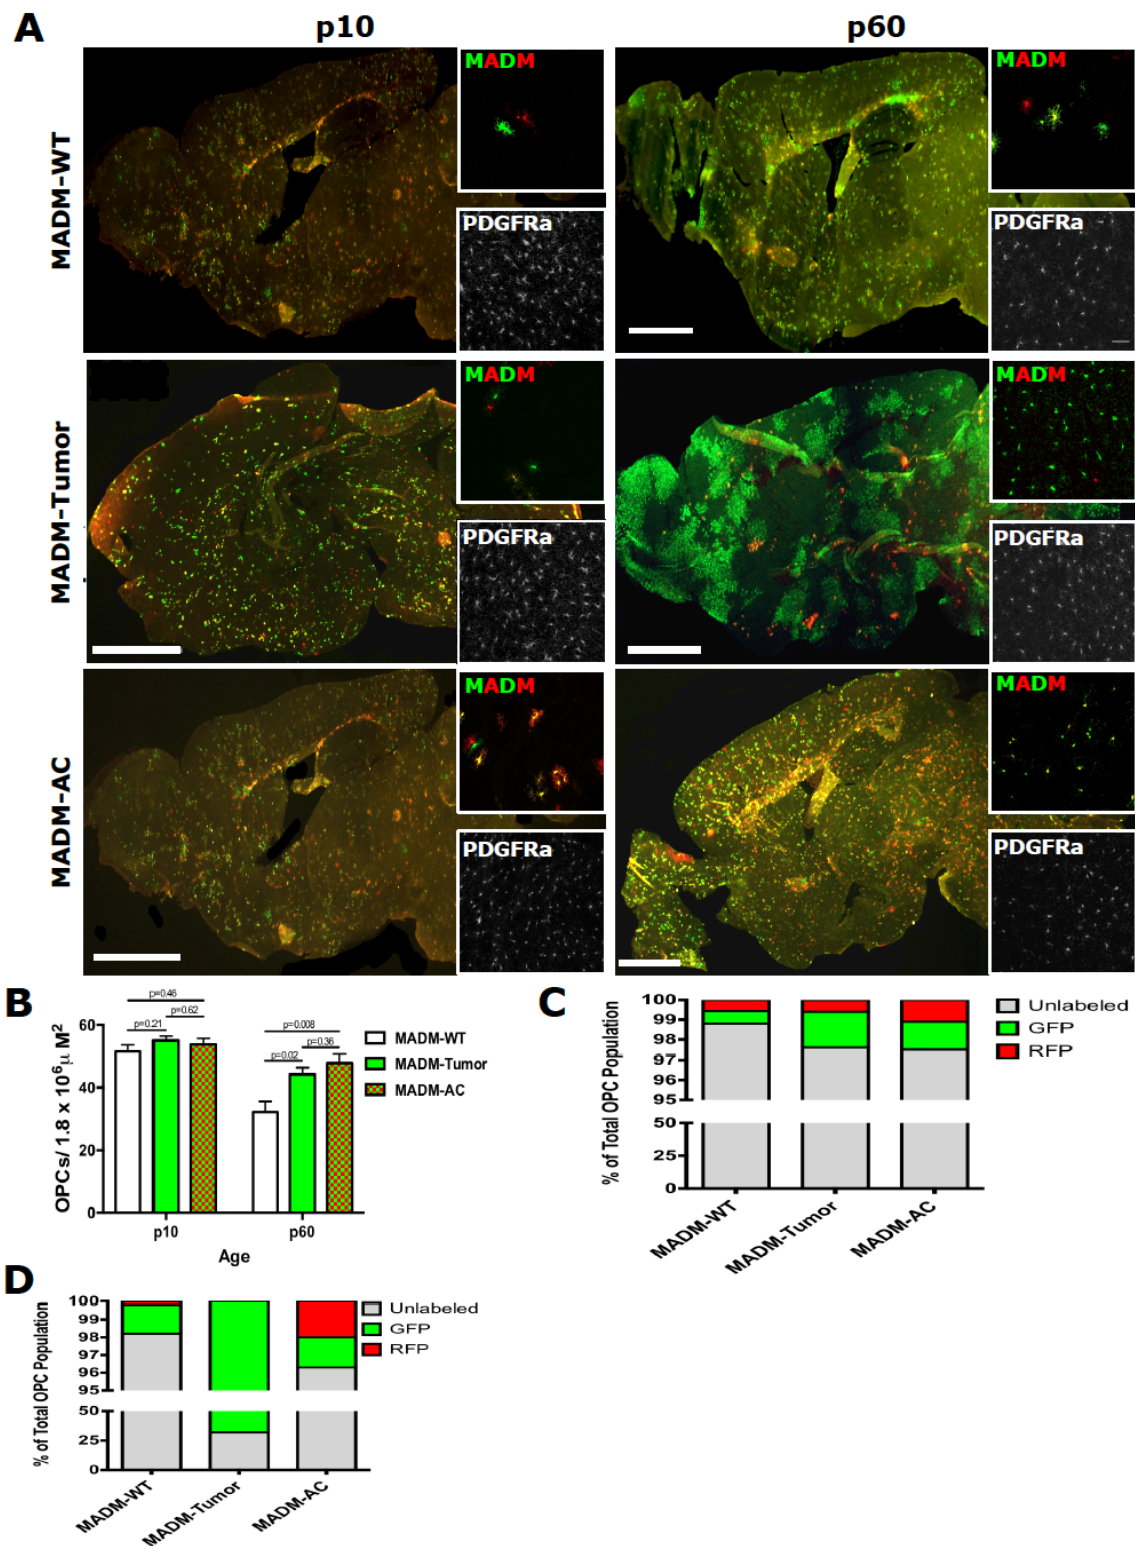 A
p10
p60
MADM-WT
MADM
PDGFRa
MADM
PDGFRa
MADM-Tumor
MADM
PDGFRa
MADM
PDGFRa
MADM-AC
MADM
PDGFRa
MADM
PDGFRa
B
OPCs/ 1.8 x 10⁶μ M²
60
40
20
0
p=0.46
p=0.21
p=0.62
p=0.008
p=0.02
p=0.36
p10
p60
Age
MADM-WT
MADM-Tumor
MADM-AC
C
% of Total OPC Population
100
99
98
97
96
95
50
25
0
MADM-WT
MADM-Tumor
MADM-AC
Unlabeled
GFP
RFP
D
% of Total OPC Population
100
99
98
97
96
95
50
25
0
MADM-WT
MADM-Tumor
MADM-AC
Unlabeled
GFP
RFP